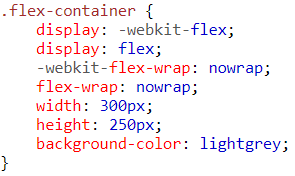 .flex-container {
    display: -webkit-flex;
    display: flex;
    -webkit-flex-wrap: nowrap;
    flex-wrap: nowrap;
    width: 300px;
    height: 250px;
    background-color: lightgrey;
}